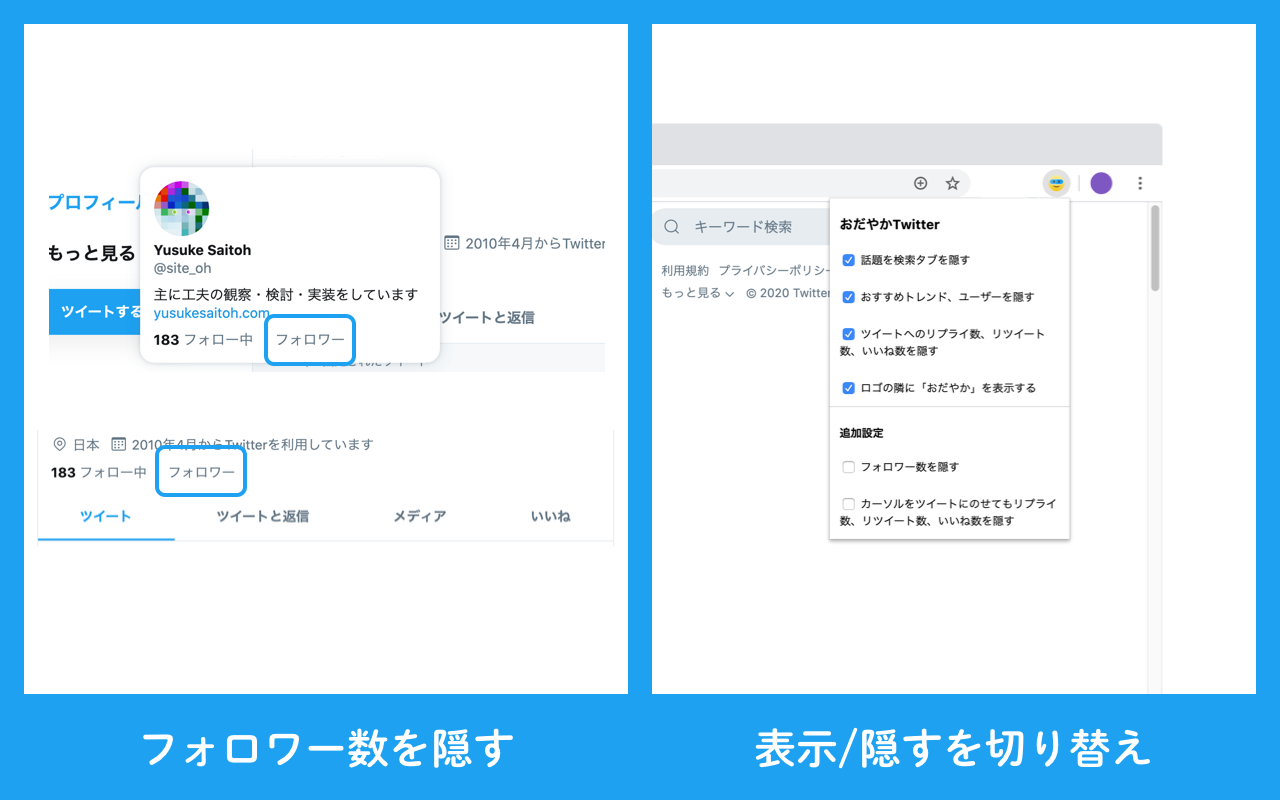 プロフィール
もっと見る
ツイートする
Yusuke Saitoh
@site_oh
主に工夫の観察・検討・実装をしています
yusukesaitoh.com
183 フォロー中 フォロワー
2010年4月からTwitter
ツイートと返信
日本 2010年4月からTwitterを利用しています
183 フォロー中 フォロワー
ツイート ツイートと返信 メディア いいね
フォロワー数を隠す
キーワード検索
利用規約 プライバシーポリシー
もっと見る © 2020 Twitter
おだやかTwitter
話題を検索タブを隠す
おすすめトレンド、ユーザーを隠す
ツイートへのリプライ数、リツイート
数、いいね数を隠す
ロゴの隣に「おだやか」を表示する
追加設定
フォロワー数を隠す
カーソルをツイートにのせてもリプライ
数、リツイート数、いいね数を隠す
表示/隠すを切り替え